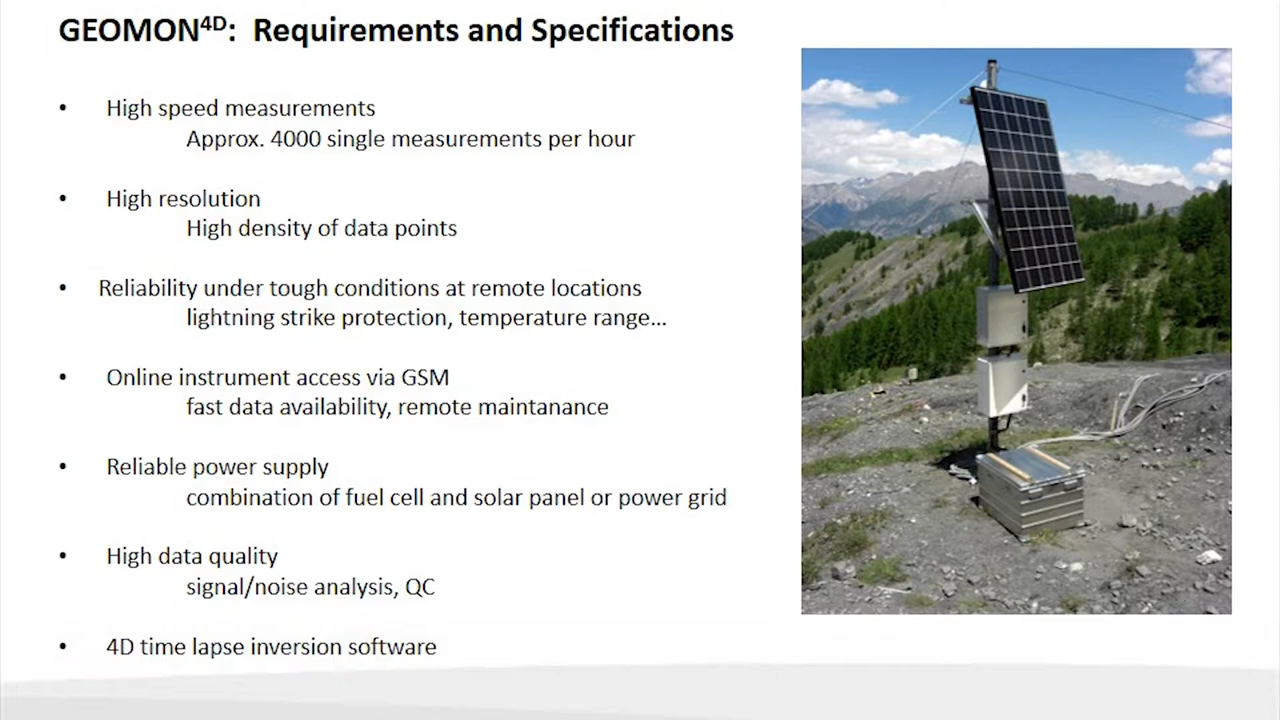 GEOMON4D: Requirements and Specifications
• High speed measurements
Approx. 4000 single measurements per hour
• High resolution
High density of data points
• Reliability under tough conditions at remote locations
lightning strike protection, temperature range...
• Online instrument access via GSM
fast data availability, remote maintanance
• Reliable power supply
combination of fuel cell and solar panel or power grid
• High data quality
signal/noise analysis, QC
• 4D time lapse inversion software